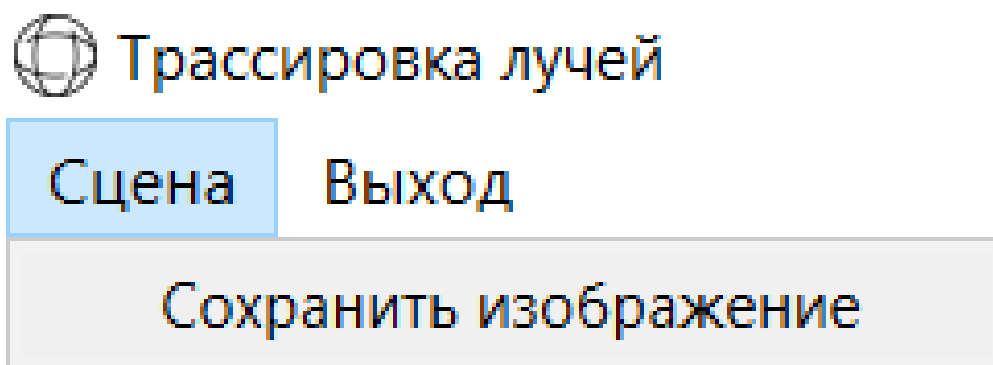 Трассировка лучей
Сцена Выход
Сохранить изображение